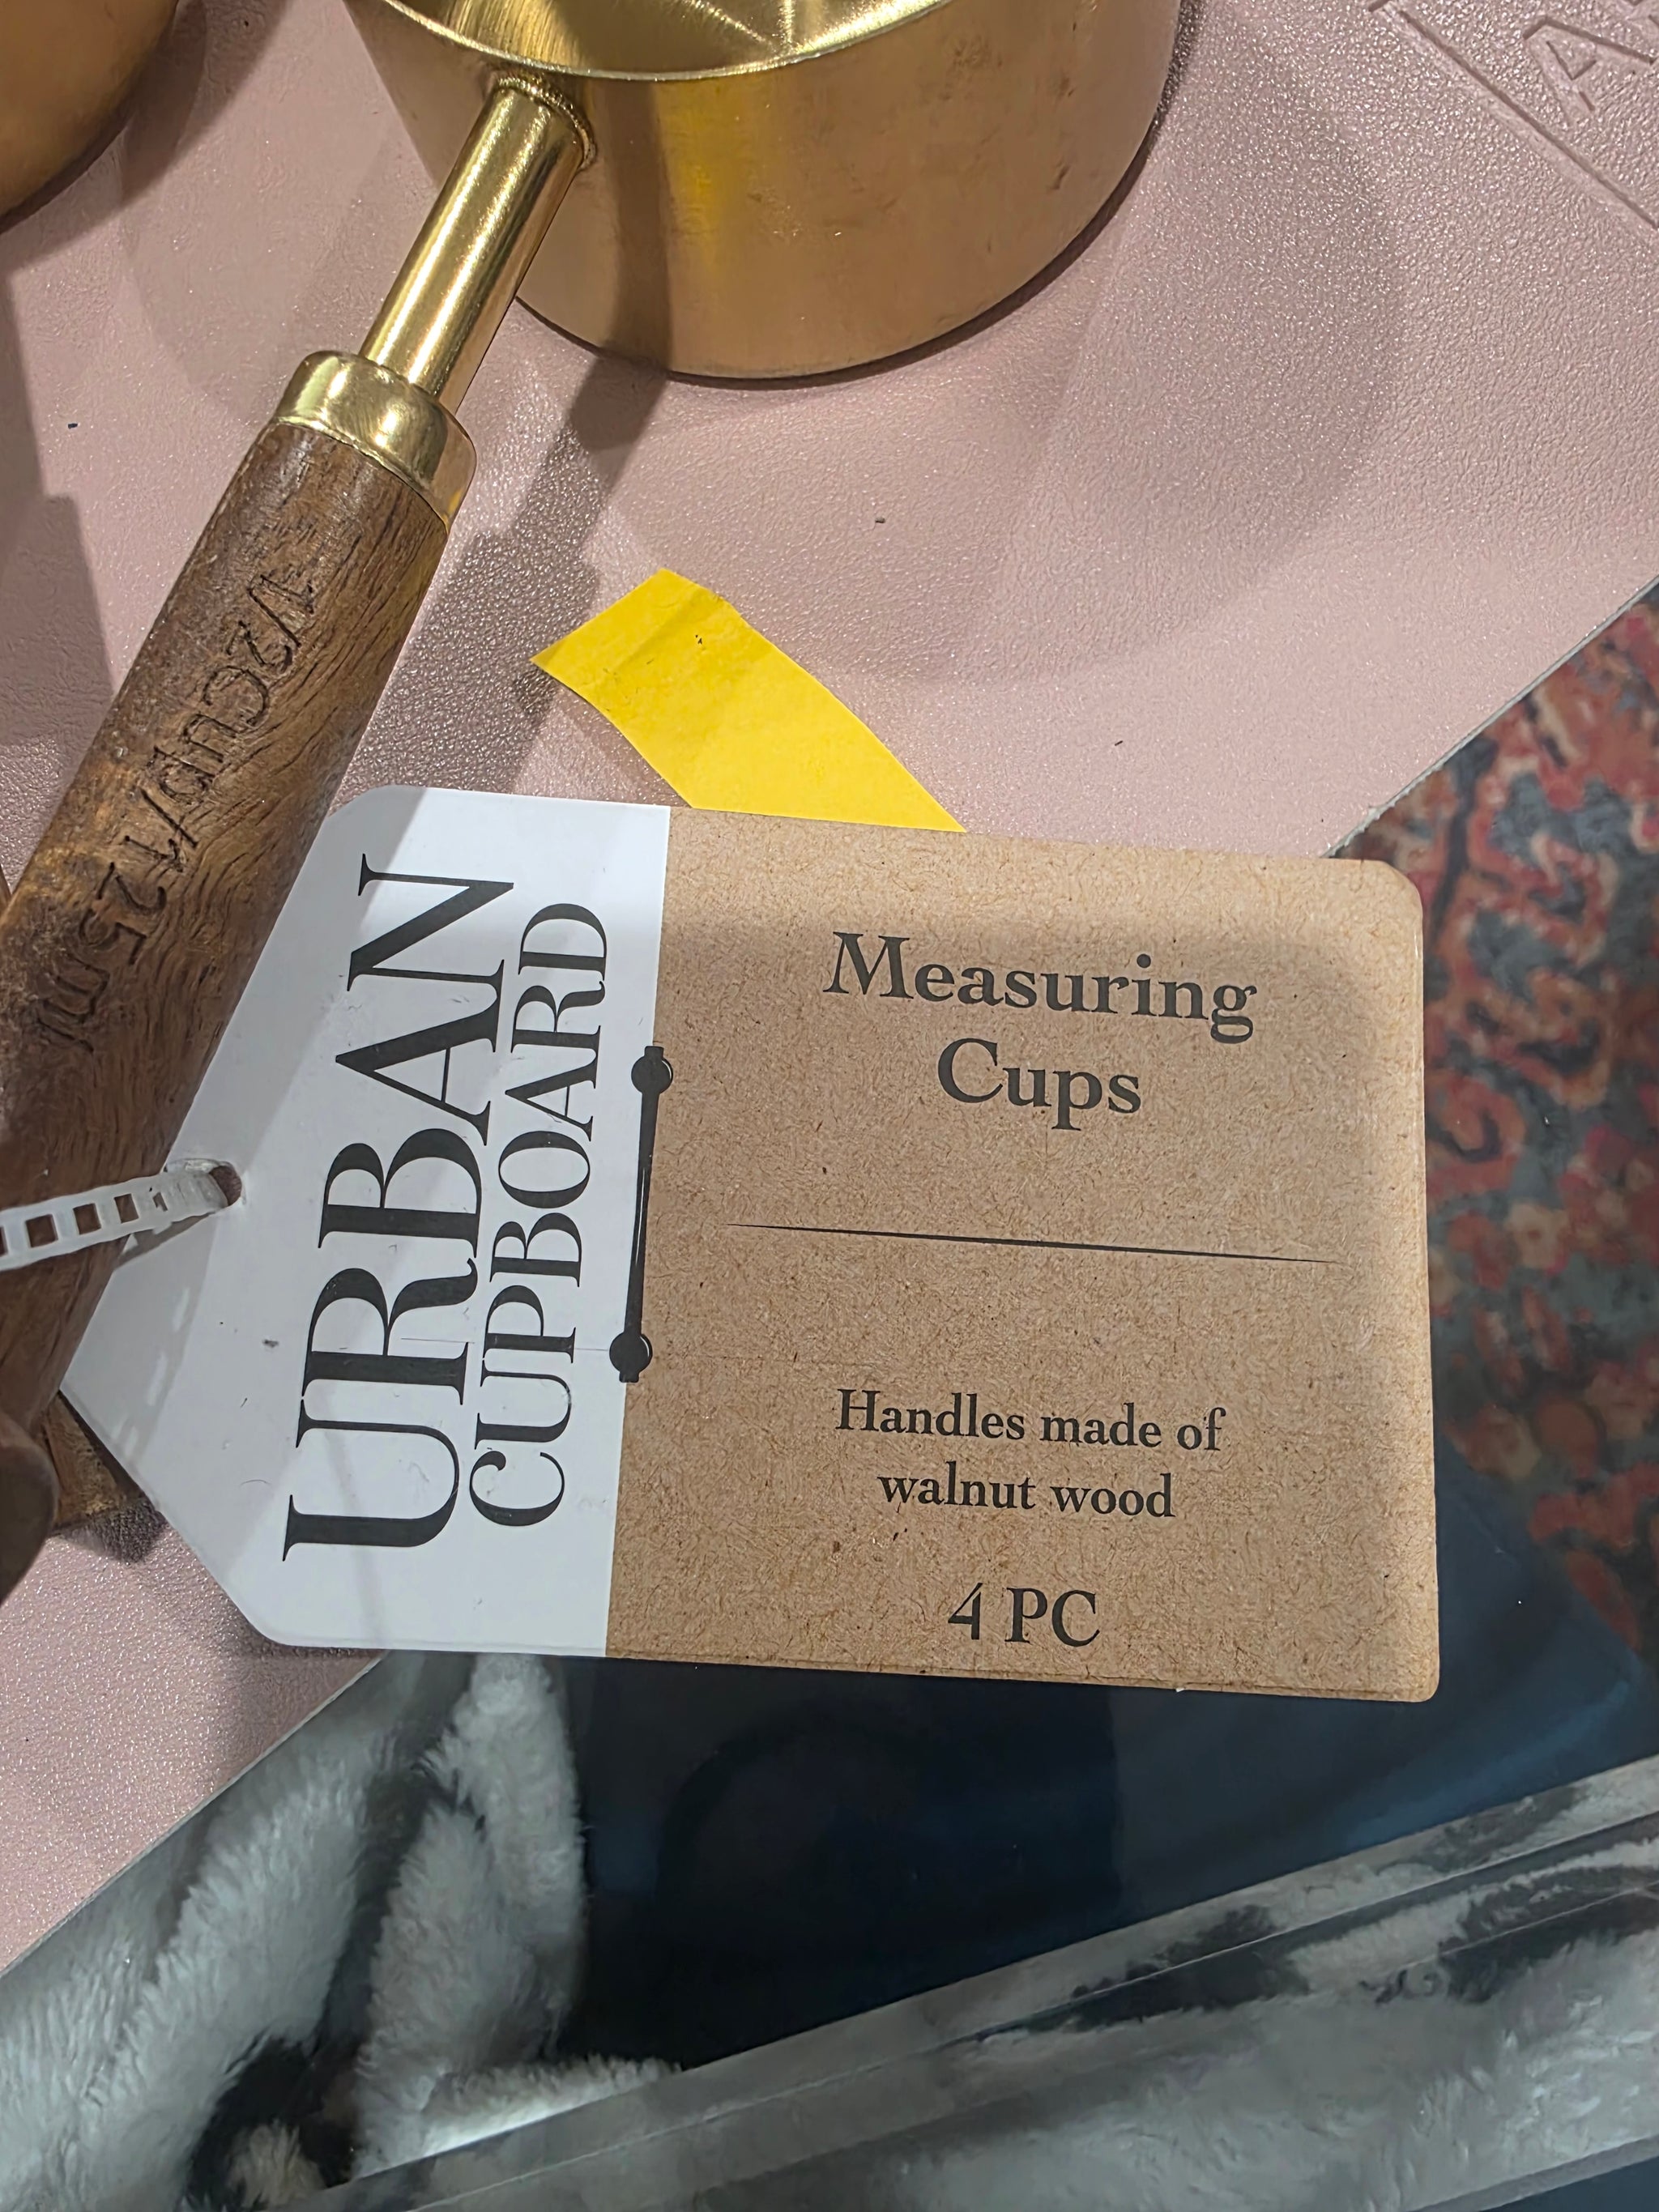 1/2CUP/125ml
URBAN
CUPBOARD
Measuring
Cups
Handles made of
walnut wood
4 PC